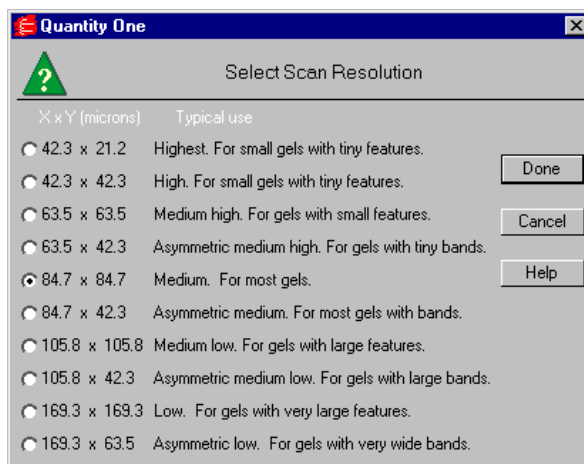 Quantity One
?
Select Scan Resolution
X x Y (microns) Typical use
42.3 x 21.2 Highest. For small gels with tiny features.
42.3 x 42.3 High. For small gels with tiny features.
63.5 x 63.5 Medium high. For gels with small features.
63.5 x 42.3 Asymmetric medium high. For gels with tiny bands.
84.7 x 84.7 Medium. For most gels.
84.7 x 42.3 Asymmetric medium. For most gels with bands.
105.8 x 105.8 Medium low. For gels with large features.
105.8 x 42.3 Asymmetric medium low. For gels with large bands.
169.3 x 169.3 Low. For gels with very large features.
169.3 x 63.5 Asymmetric low. For gels with very wide bands.
Done
Cancel
Help